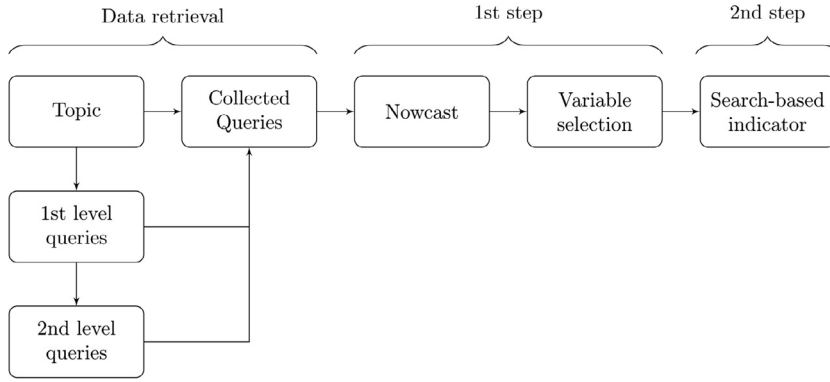 Data retrieval
1st step
2nd step
Topic
Collected
Queries
Nowcast
Variable
selection
Search-based
indicator
1st level
queries
2nd level
queries